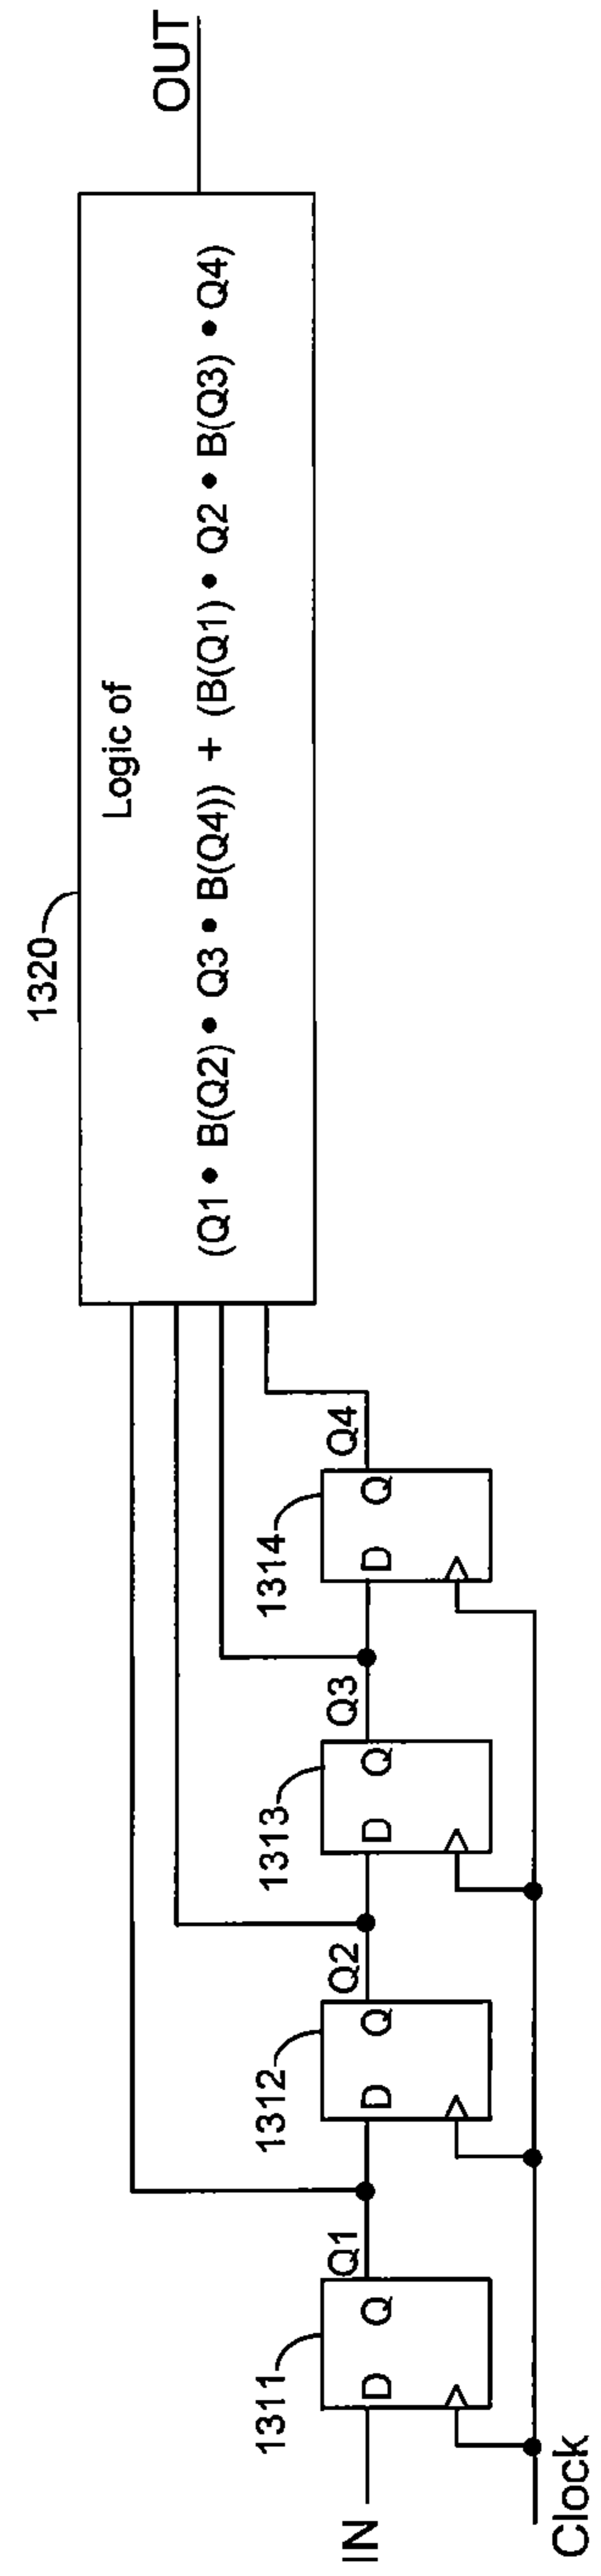 1320
Logic of
(Q1 • B(Q2) • Q3 • B(Q4)) + (B(Q1) • Q2 • B(Q3) • Q4)
OUT
1311
1312
1313
1314
Q1
Q2
Q3
Q4
IN
D
Q
D
Q
D
Q
D
Q
Clock